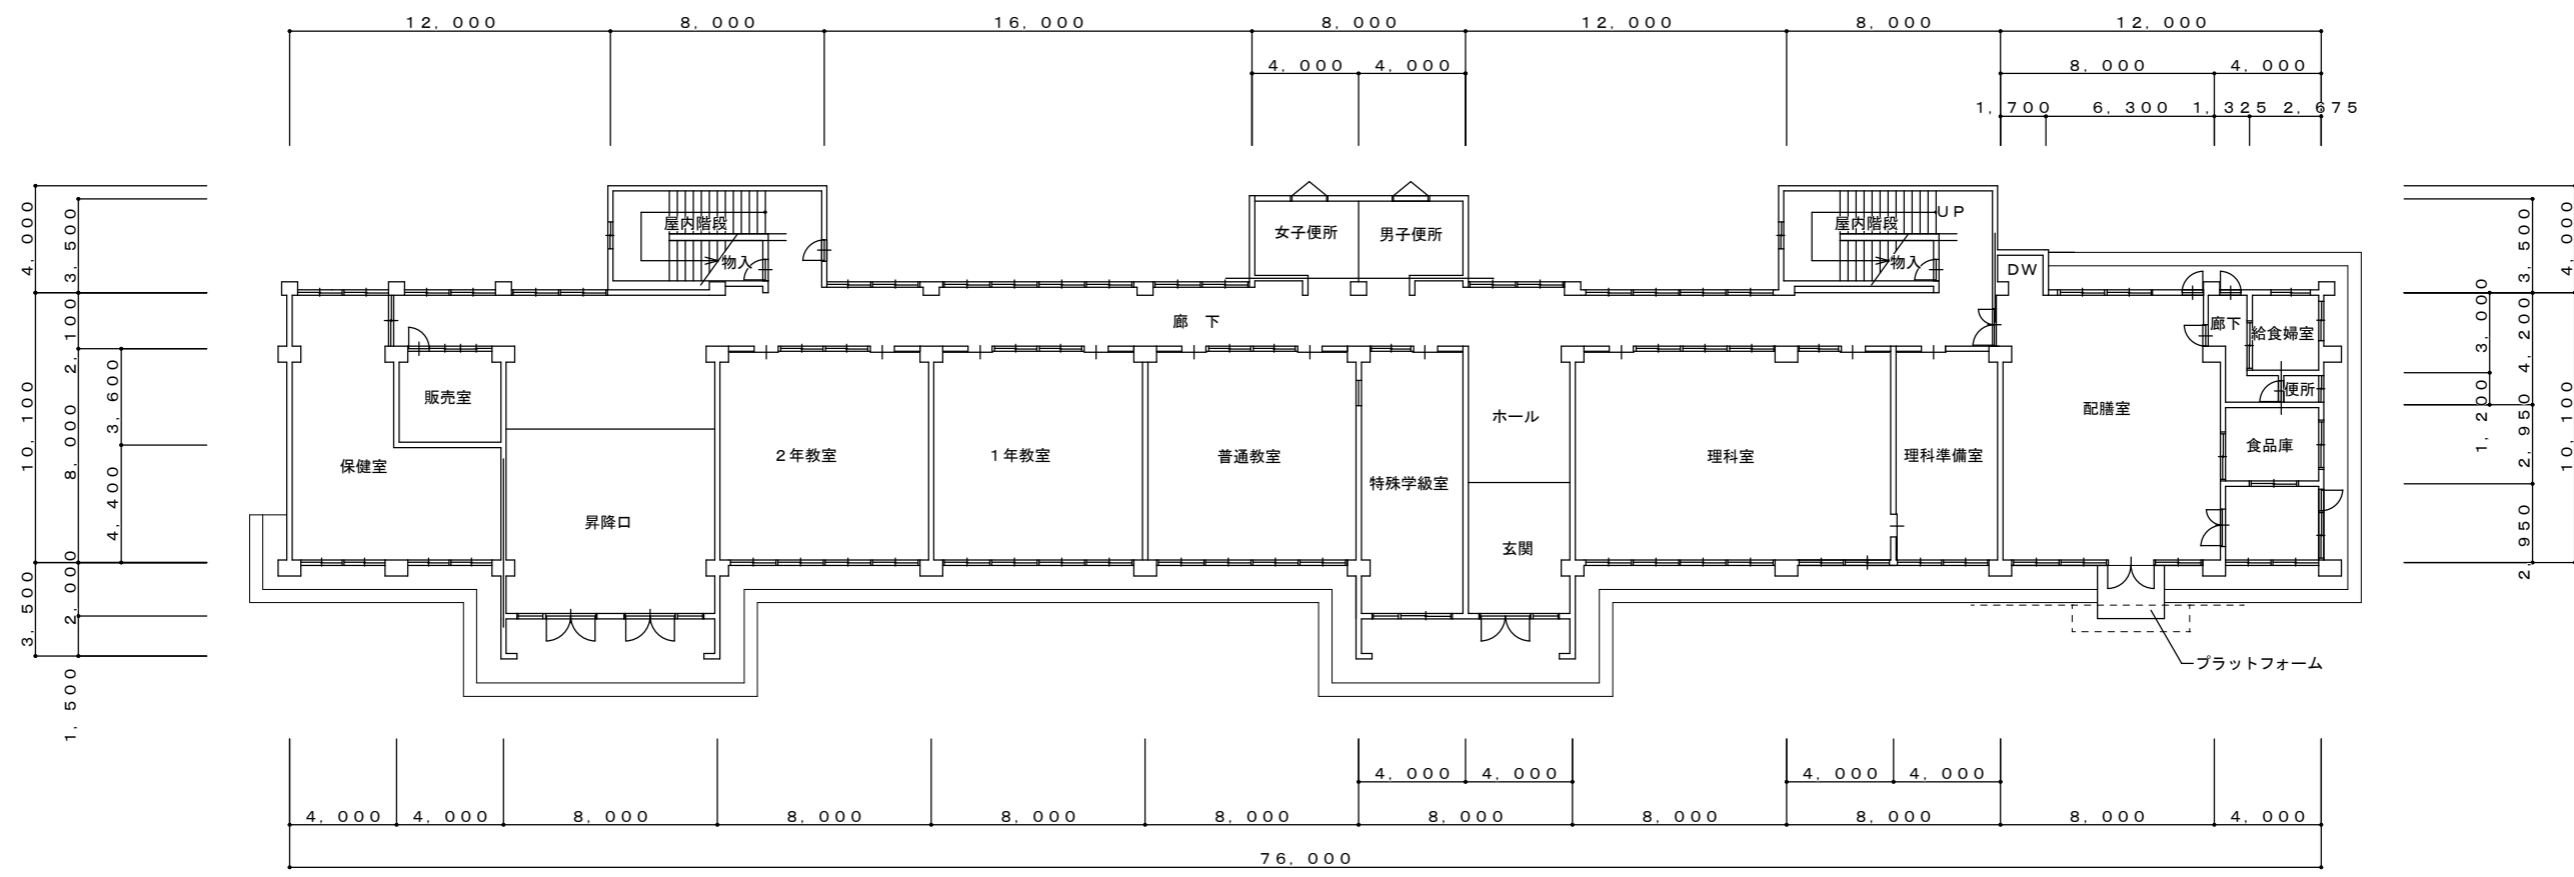 12,000 8,000 16,000 8,000 12,000 8,000 12,000
4,000 4,000 8,000 4,000
1,700 6,300 1,325 2,675
4,000
10,100
3,500
3,500
2,100
8,000
2,000
1,500
3,600
4,400
屋内階段
物入
女子便所 男子便所
屋内階段 UP
物入
DW
廊 下
廊下
給食婦室
便所
販売室
保健室
昇降口
2年教室
1年教室
普通教室
特殊学級室
ホール
玄関
理科室
理科準備室
配膳室
食品庫
プラットフォーム
3,000
1,200
3,500
4,200
2,950
2,950
4,000
10,100
4,000 4,000 4,000 4,000
4,000 4,000 8,000 8,000 8,000 8,000 8,000 8,000 8,000 8,000 4,000
76,000